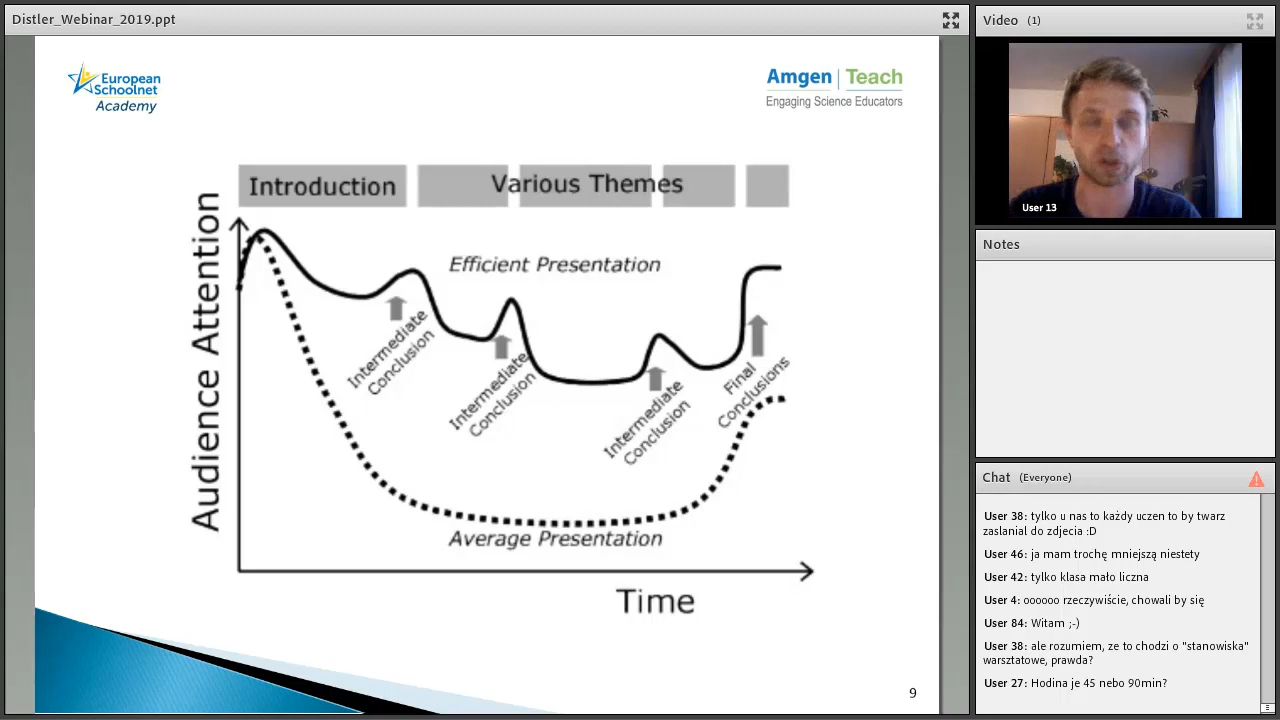 Distler_Webinar_2019.ppt
European
Schoolnet
Academy
Amgen Teach
Engaging Science Educators
Introduction
Various Themes
Audience Attention
Efficient Presentation
Intermediate
Conclusion
Intermediate
Conclusion
Intermediate
Conclusion
Final
Conclusions
Average Presentation
Time
9
Video (1)
User 13
Notes
Chat (Everyone)
User 38: tylko u nas to każdy uczen to by twarz
zaslanial do zdjecia :D
User 46: ja mam trochę mniejszą niestety
User 42: tylko klasa mało liczna
User 4: oooooo rzeczywiście, chowali by się
User 84: Witam ;-)
User 38: ale rozumiem, ze to chodzi o "stanowiska"
warsztatowe, prawda?
User 27: Hodina je 45 nebo 90min?